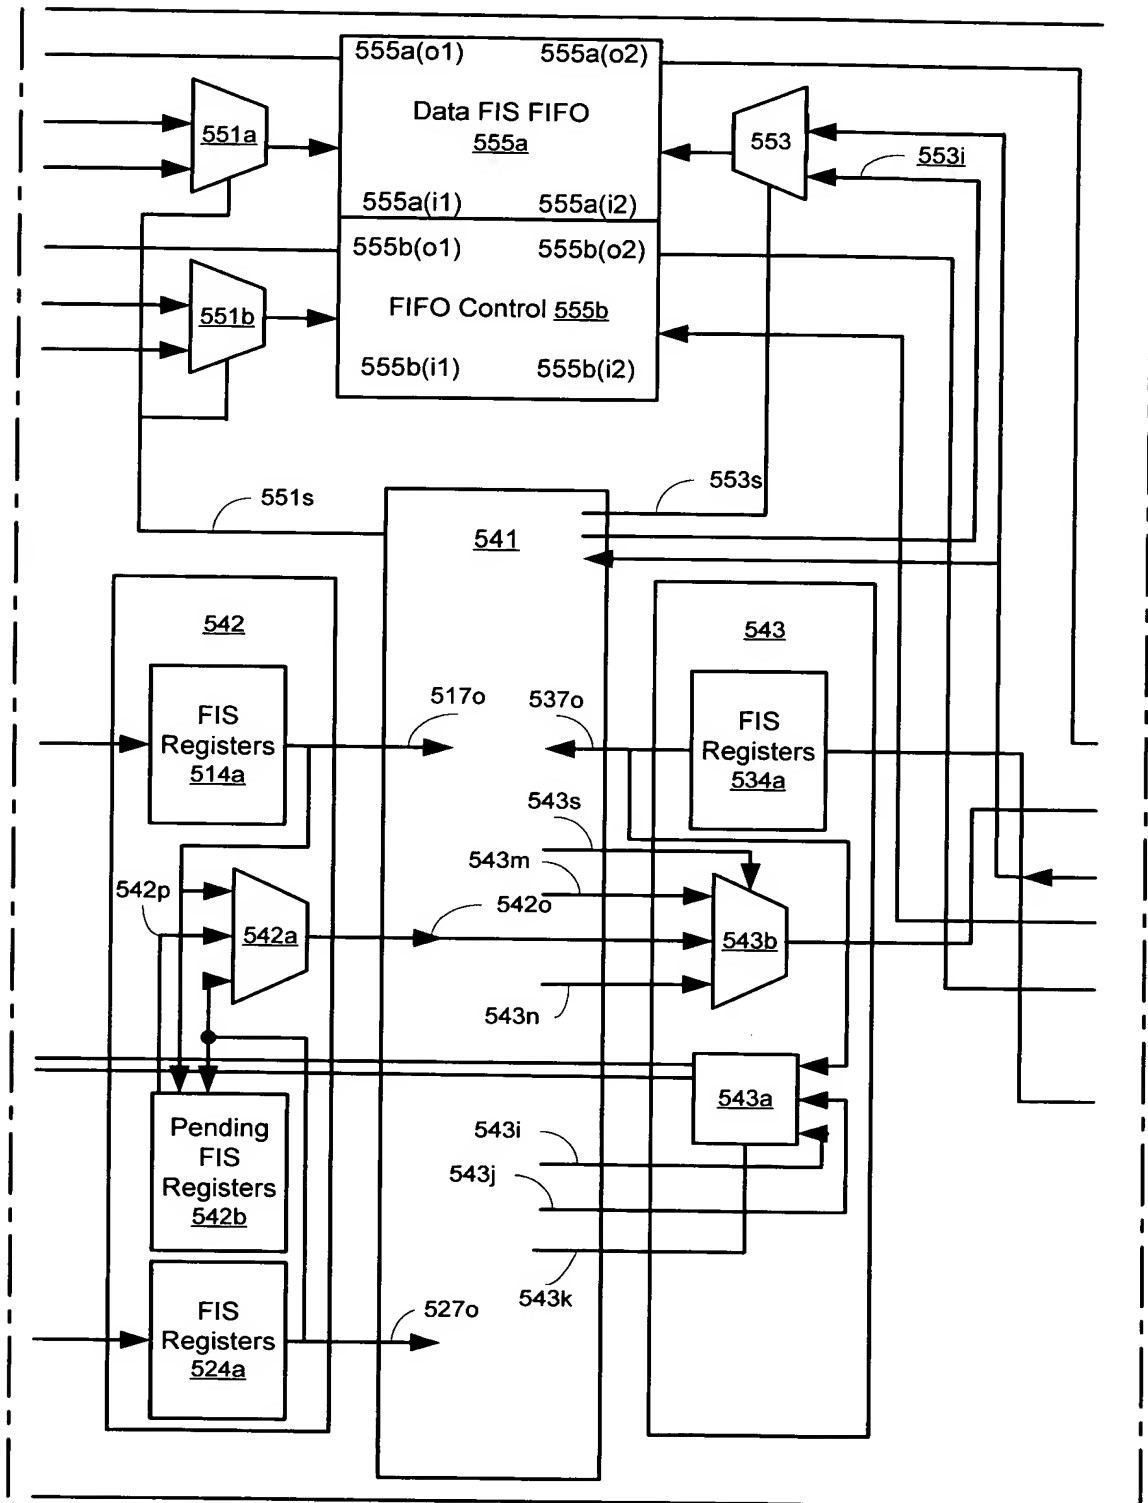 555a(o1) 555a(o2)
551a
Data FIS FIFO
555a
553
553i
555a(i1) 555a(i2)
555b(o1) 555b(o2)
551b
FIFO Control 555b
555b(i1) 555b(i2)
551s
553s
541
542
543
FIS
Registers
514a
517o
537o
FIS
Registers
534a
543s
543m
542p
542a
542o
543b
543n
543a
Pending
FIS
Registers
542b
543i
543j
543k
FIS
Registers
524a
527o